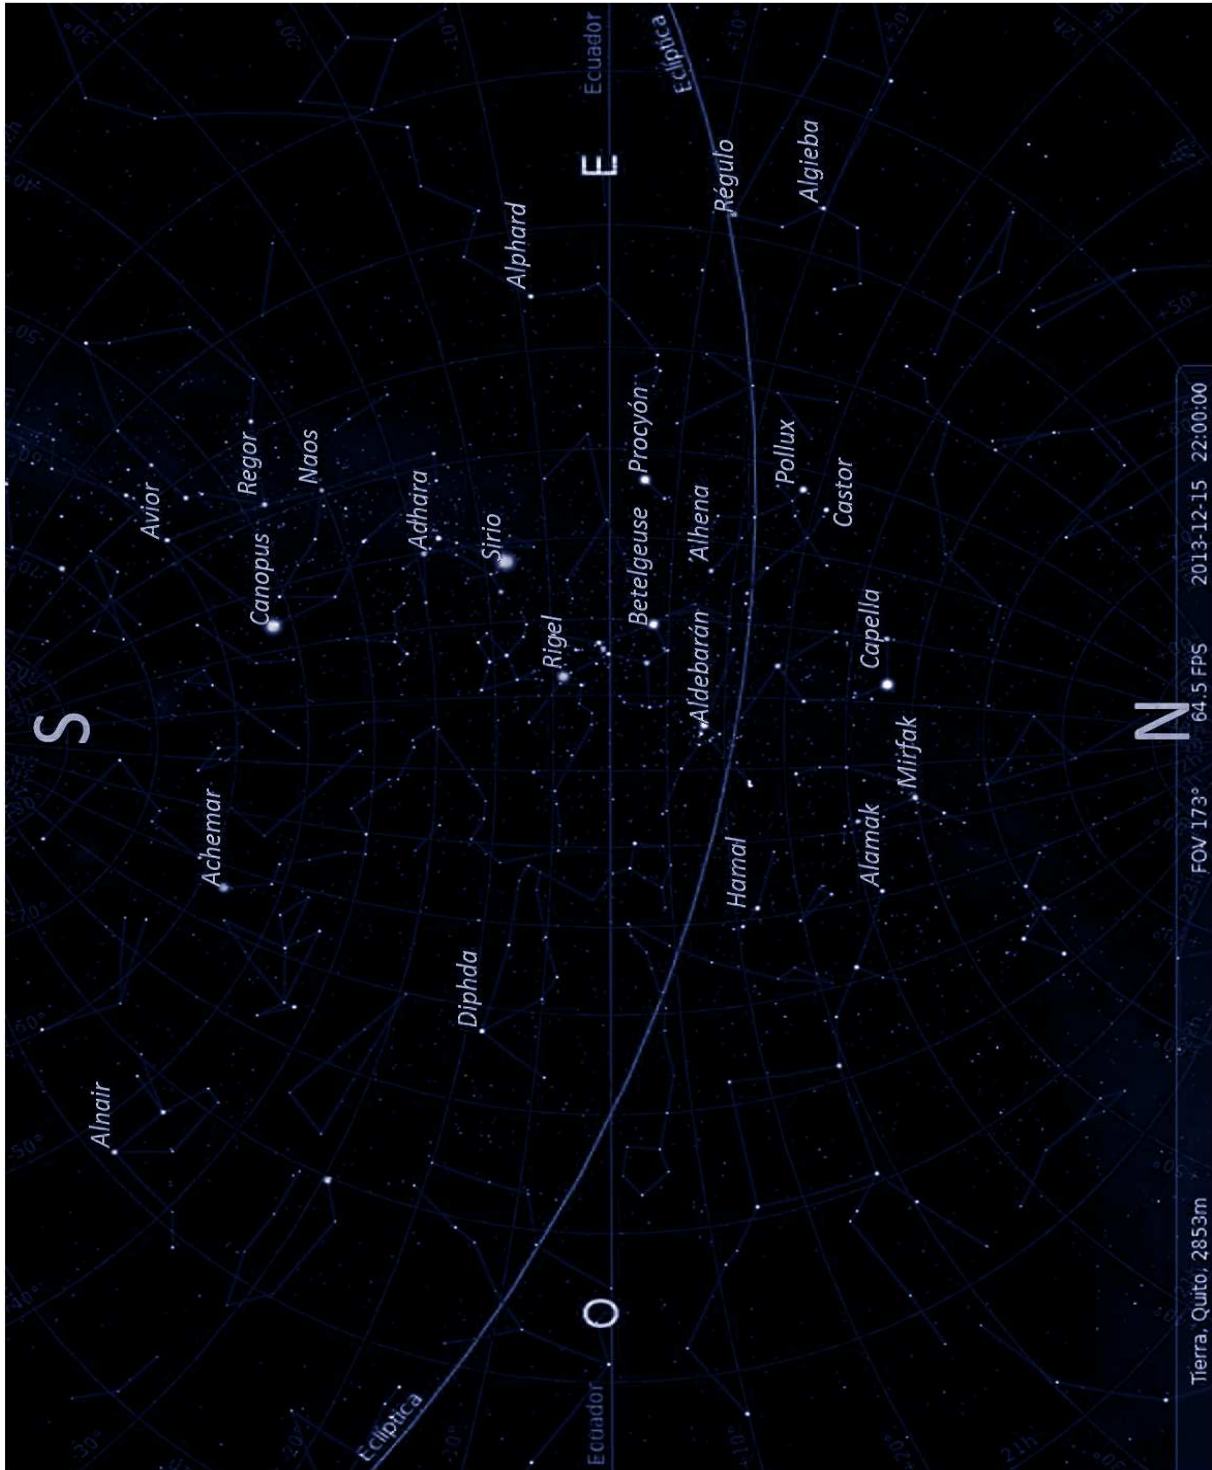 S
Alnair
Avior
Achernar
Regor
Canopus
Naos
Adhara
Diphda
Sirio
Alphard
Rigel
Eclíptica
Ecuador
O
E
Ecuador
Betelgeuse
Procyón
Eclíptica
Aldebarán
Alhena
Régulo
Hamal
Pollux
Algieba
Castor
Alamak
Capella
Mirfak
N
Tierra, Quito, 2853m
FOV 173°
64.5 FPS
2013-12-15
22:00:00